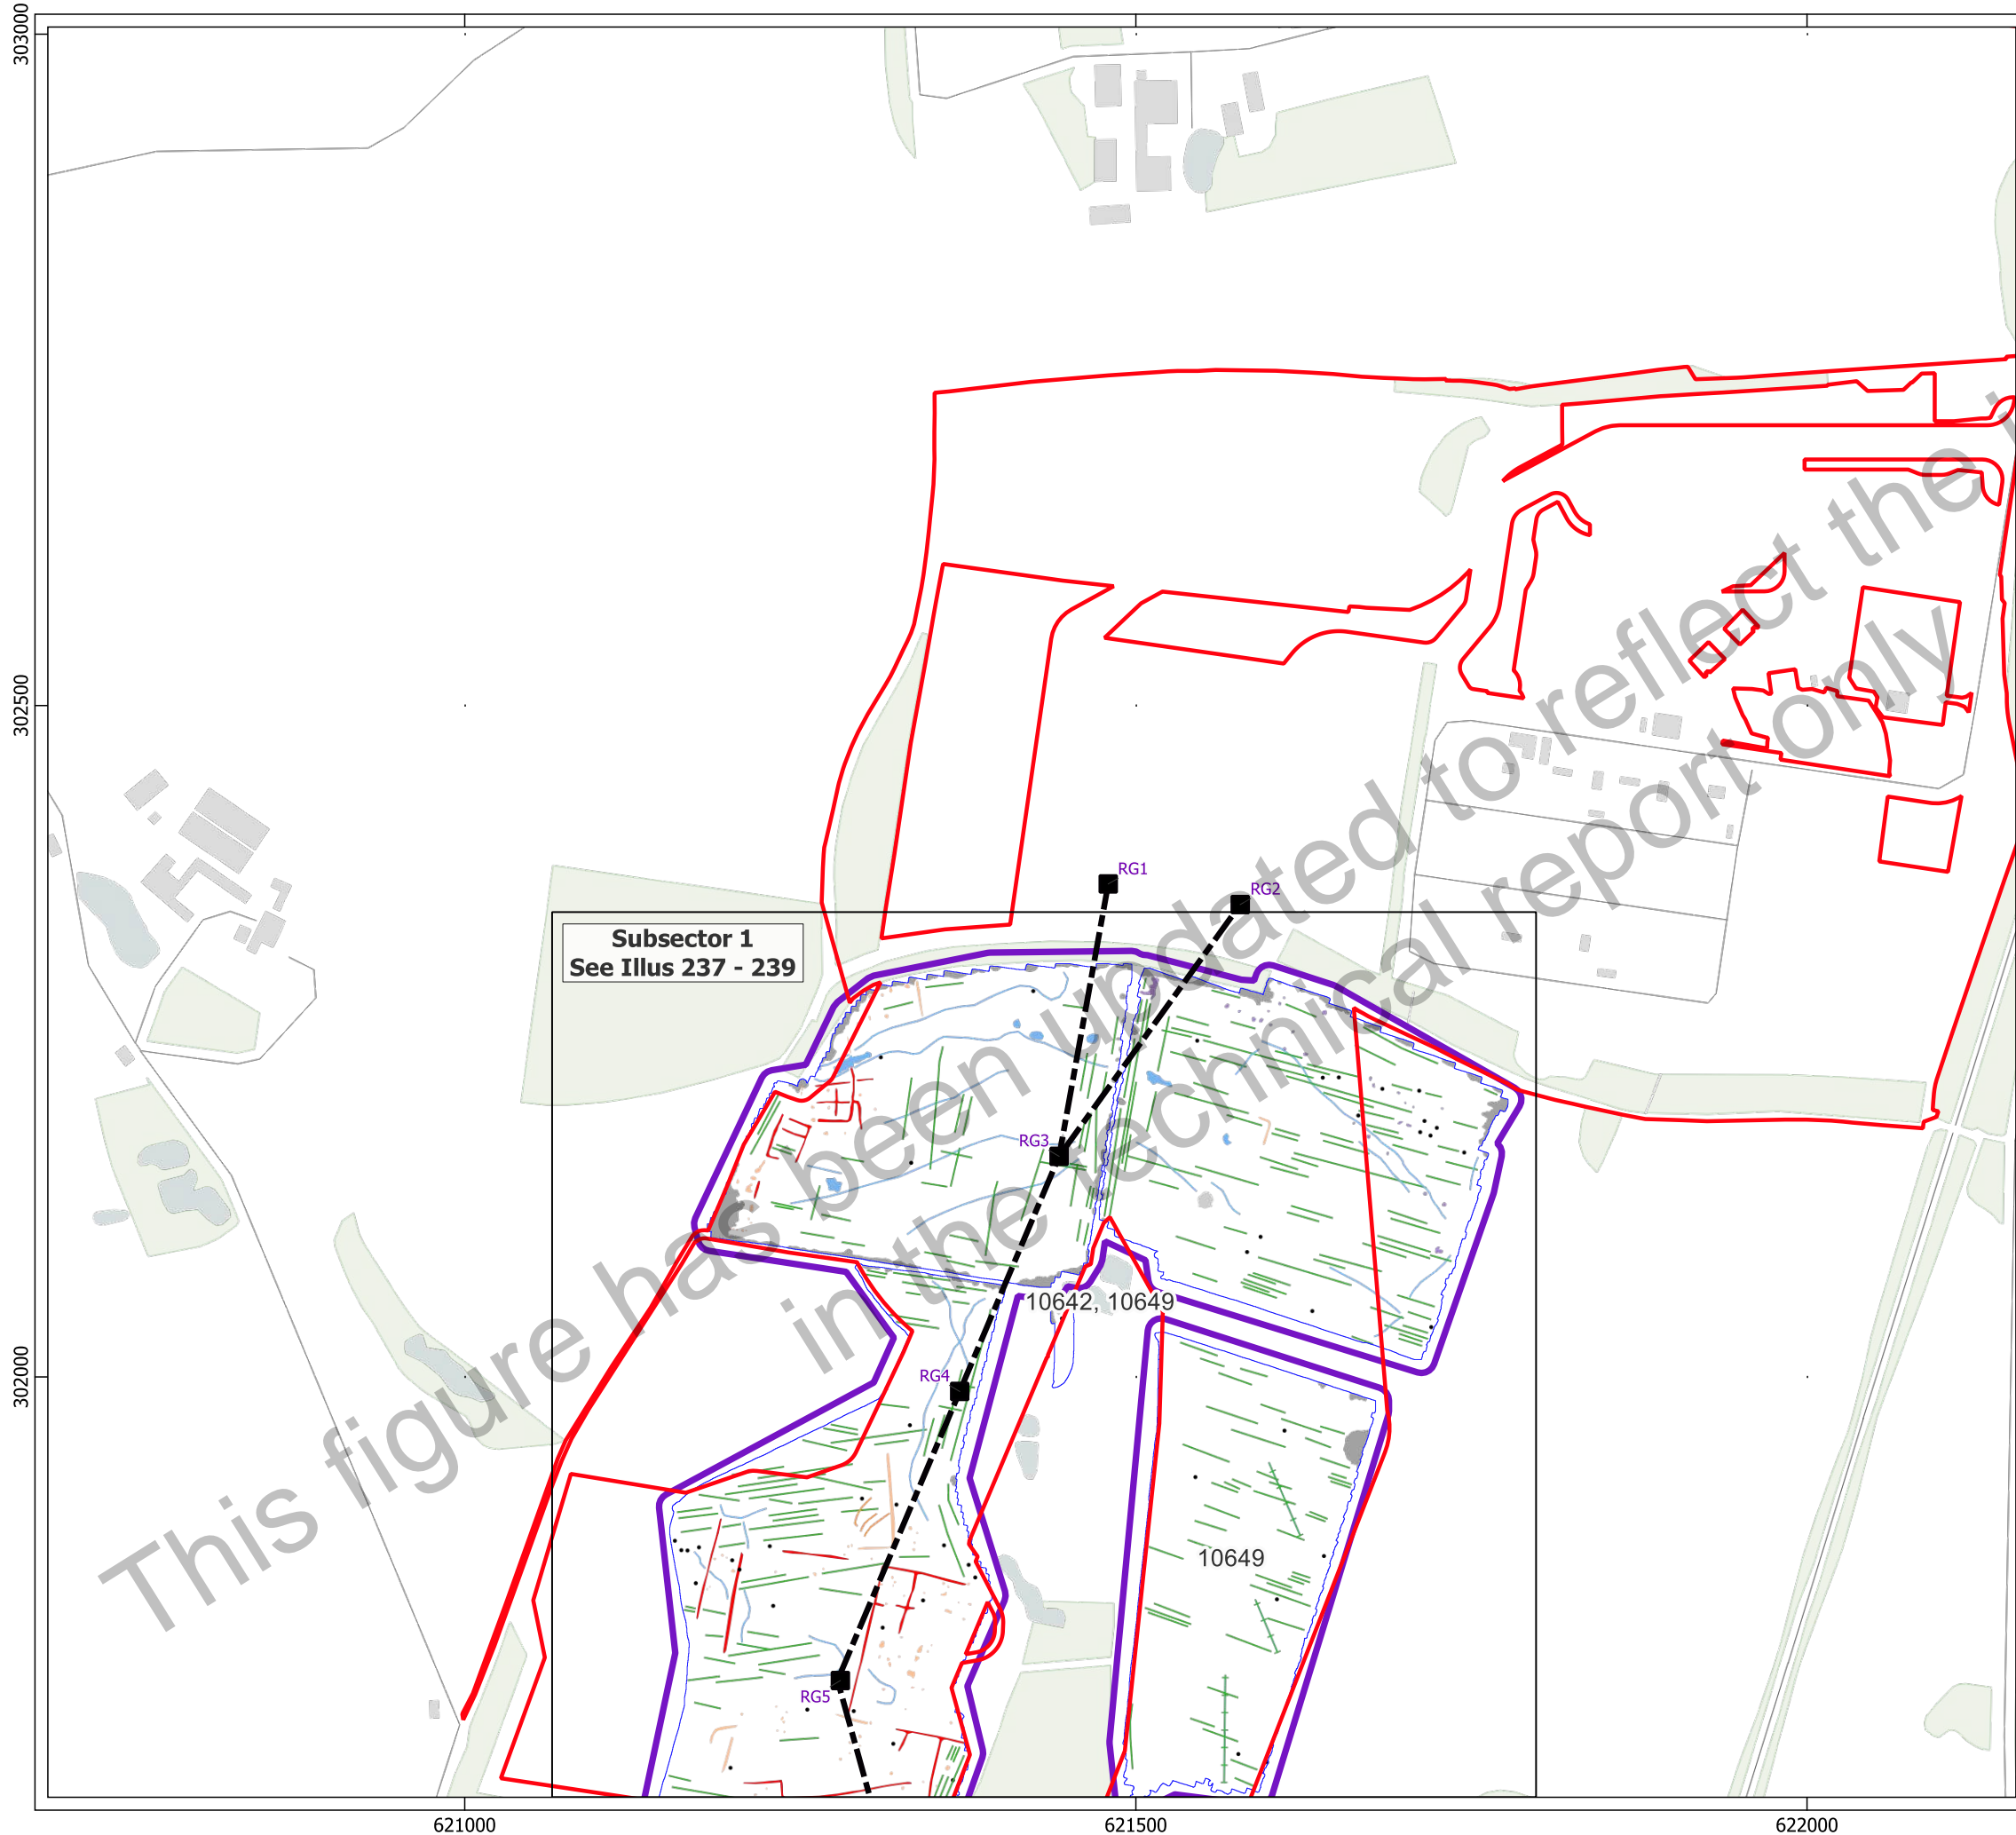 303000
302500
302000
621000
621500
622000
RG1
RG2
Subsector 1
See Illus 237 - 239
RG3
10642, 10649
RG4
10649
RG5
This figure has been updated to reflect the
in the technical report only